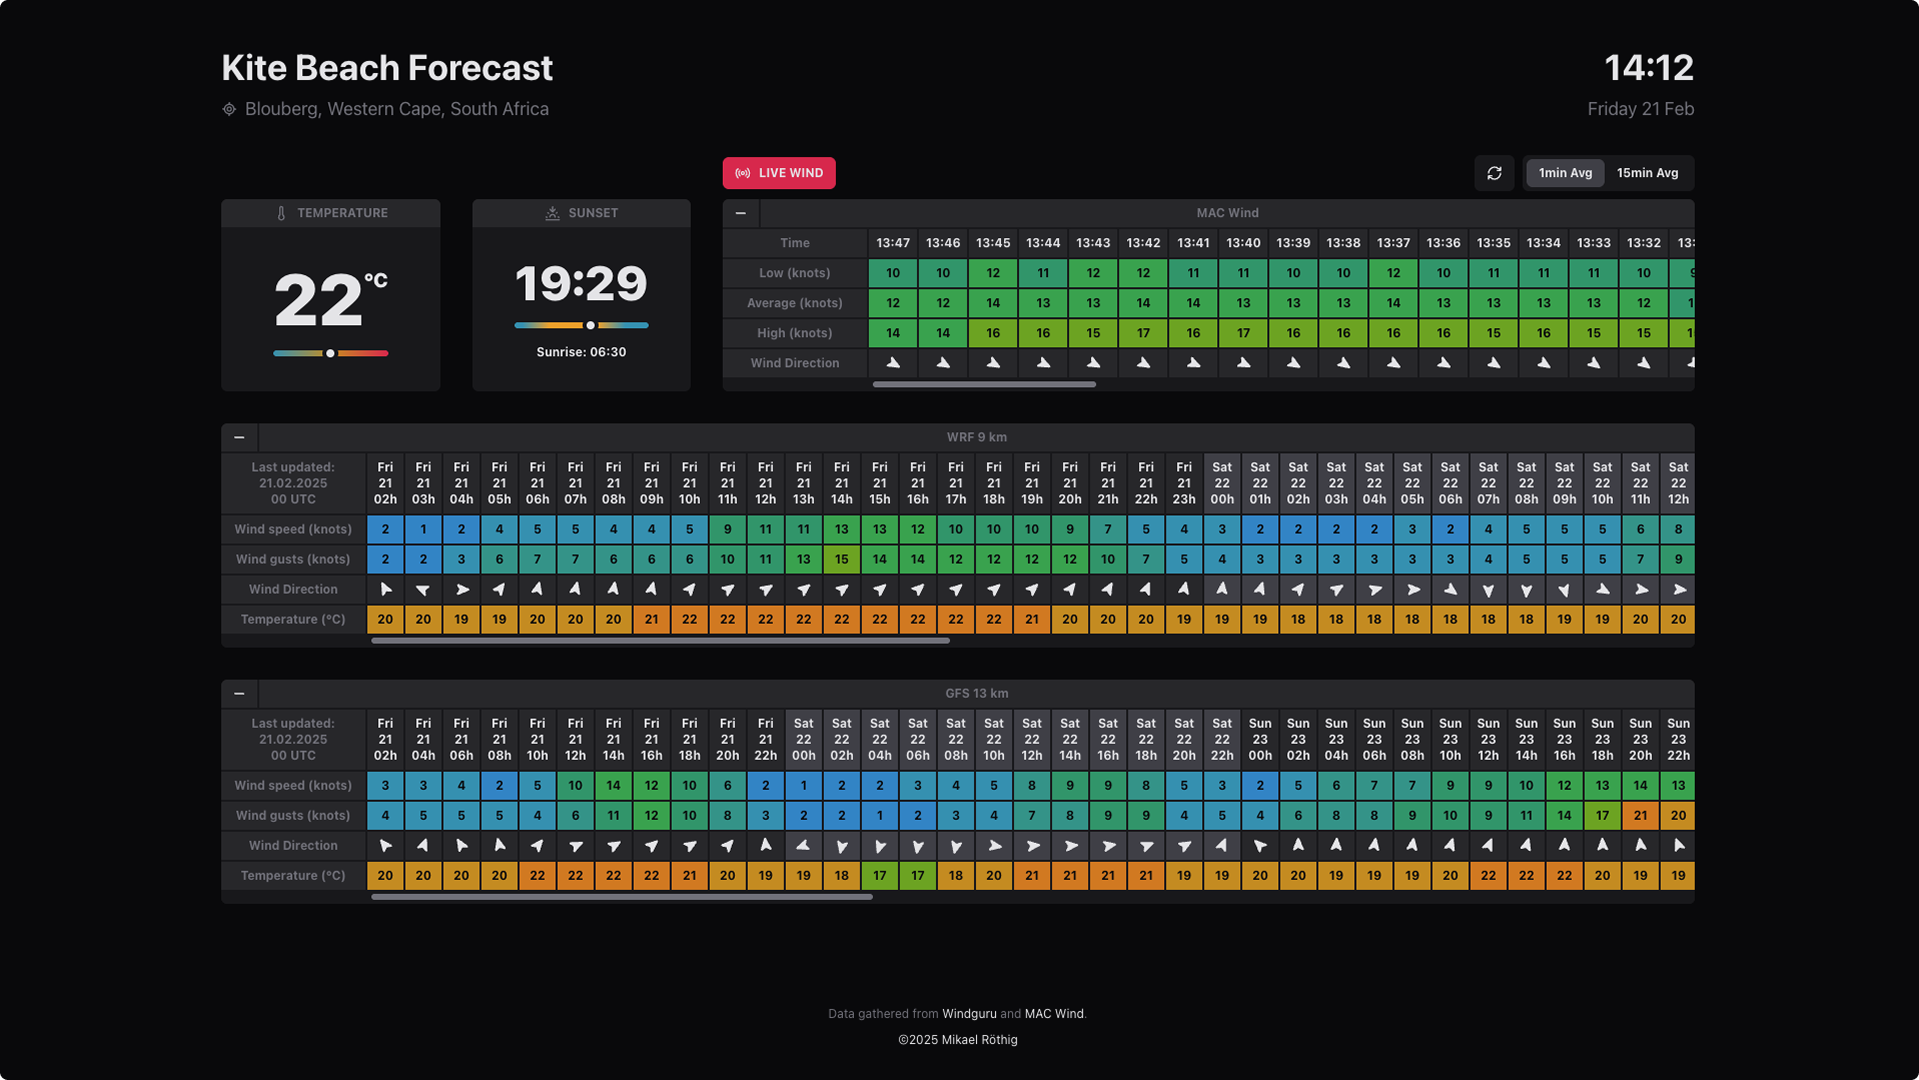 Kite Beach Forecast
14:12
Blouberg, Western Cape, South Africa
Friday 21 Feb
LIVE WIND
1min Avg 15min Avg
TEMPERATURE
22 °C
SUNSET
19:29
Sunrise: 06:30
MAC Wind
Time 13:47 13:46 13:45 13:44 13:43 13:42 13:41 13:40 13:39 13:38 13:37 13:36 13:35 13:34 13:33 13:32
Low (knots) 10 10 12 11 12 12 11 11 10 10 12 10 11 11 11 10
Average (knots) 12 12 14 13 13 14 14 13 13 13 14 13 13 13 13 12
High (knots) 14 14 16 16 15 17 16 17 16 16 16 16 15 16 15 15
Wind Direction
WRF 9 km
Last updated: Fri Fri Fri Fri Fri Fri Fri Fri Fri Fri Fri Fri Fri Fri Fri Fri Fri Fri Fri Fri Fri Fri Sat Sat Sat Sat Sat Sat Sat Sat Sat Sat Sat Sat Sat
21.02.2025 21 21 21 21 21 21 21 21 21 21 21 21 21 21 21 21 21 21 21 21 21 21 22 22 22 22 22 22 22 22 22 22 22 22 22
00 UTC 02h 03h 04h 05h 06h 07h 08h 09h 10h 11h 12h 13h 14h 15h 16h 17h 18h 19h 20h 21h 22h 23h 00h 01h 02h 03h 04h 05h 06h 07h 08h 09h 10h 11h 12h
Wind speed (knots) 2 1 2 4 5 5 4 4 5 9 11 11 13 13 12 10 10 10 9 7 5 4 3 2 2 2 2 3 2 4 5 5 5 6 8
Wind gusts (knots) 2 2 3 6 7 7 6 6 6 10 11 13 15 14 14 12 12 12 12 10 7 5 4 3 3 3 3 3 3 4 5 5 5 7 9
Wind Direction
Temperature (°C) 20 20 19 19 20 20 20 21 22 22 22 22 22 22 22 22 22 21 20 20 20 19 19 19 18 18 18 18 18 18 18 19 19 20 20
GFS 13 km
Last updated: Fri Fri Fri Fri Fri Fri Fri Fri Fri Fri Fri Sat Sat Sat Sat Sat Sat Sat Sat Sat Sat Sat Sat Sun Sun Sun Sun Sun Sun Sun Sun Sun Sun Sun Sun
21.02.2025 21 21 21 21 21 21 21 21 21 21 21 22 22 22 22 22 22 22 22 22 22 22 22 23 23 23 23 23 23 23 23 23 23 23 23
00 UTC 02h 04h 06h 08h 10h 12h 14h 16h 18h 20h 22h 00h 02h 04h 06h 08h 10h 12h 14h 16h 18h 20h 22h 00h 02h 04h 06h 08h 10h 12h 14h 16h 18h 20h 22h
Wind speed (knots) 3 3 4 2 5 10 14 12 10 6 2 1 2 2 3 4 5 8 9 9 8 5 3 2 5 6 7 7 9 9 10 12 13 14 13
Wind gusts (knots) 4 5 5 5 4 6 11 12 10 8 3 2 2 1 2 3 4 7 8 9 9 4 5 4 6 8 8 9 10 9 11 14 17 21 20
Wind Direction
Temperature (°C) 20 20 20 20 22 22 22 22 21 20 19 19 18 17 17 18 20 21 21 21 21 19 19 20 20 19 19 19 20 22 22 22 20 19 19
Data gathered from Windguru and MAC Wind.
©2025 Mikael Röthig